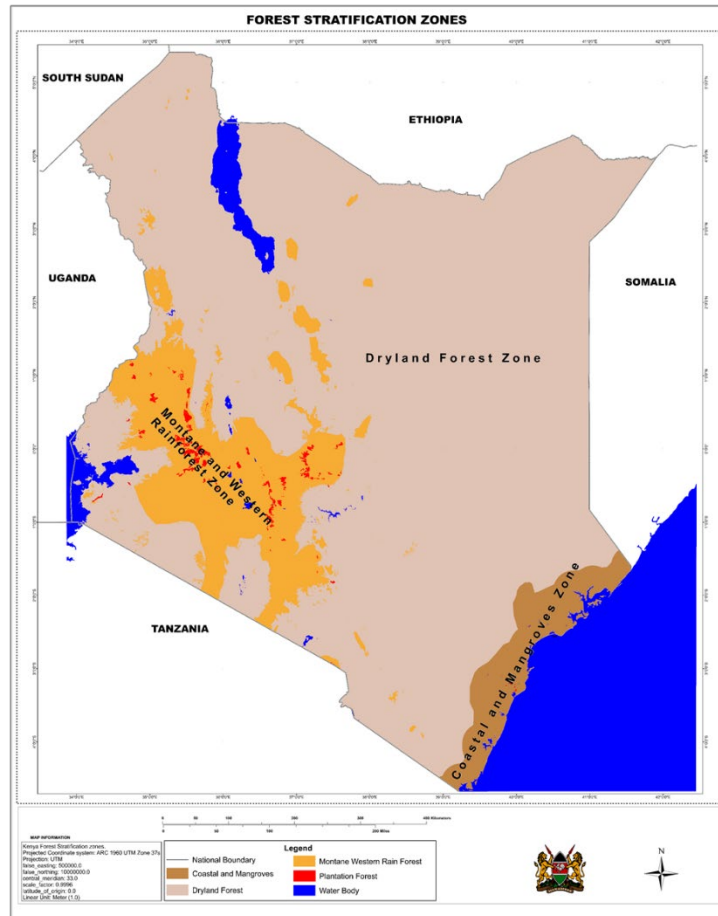 FOREST STRATIFICATION ZONES
SOUTH SUDAN
ETHIOPIA
UGANDA
SOMALIA
Dryland Forest Zone
Montane and Western
Rainforest Zone
Coastal and Mangroves Zone
TANZANIA
MAP INFORMATION
Kenya Forest Stratification zones.
Projected Coordinate system: ARC 1960 UTM Zone 37s
Projection: UTM
false_easting: 500000.0
false_northing: 10000000.0
central_meridian: 33.0
scale_factor: 0.9996
latitude_of_origin: 0.0
Linear Unit: Meter (1.0)
Legend
National Boundary
Coastal and Mangroves
Dryland Forest
Montane Western Rain Forest
Plantation Forest
Water Body
N